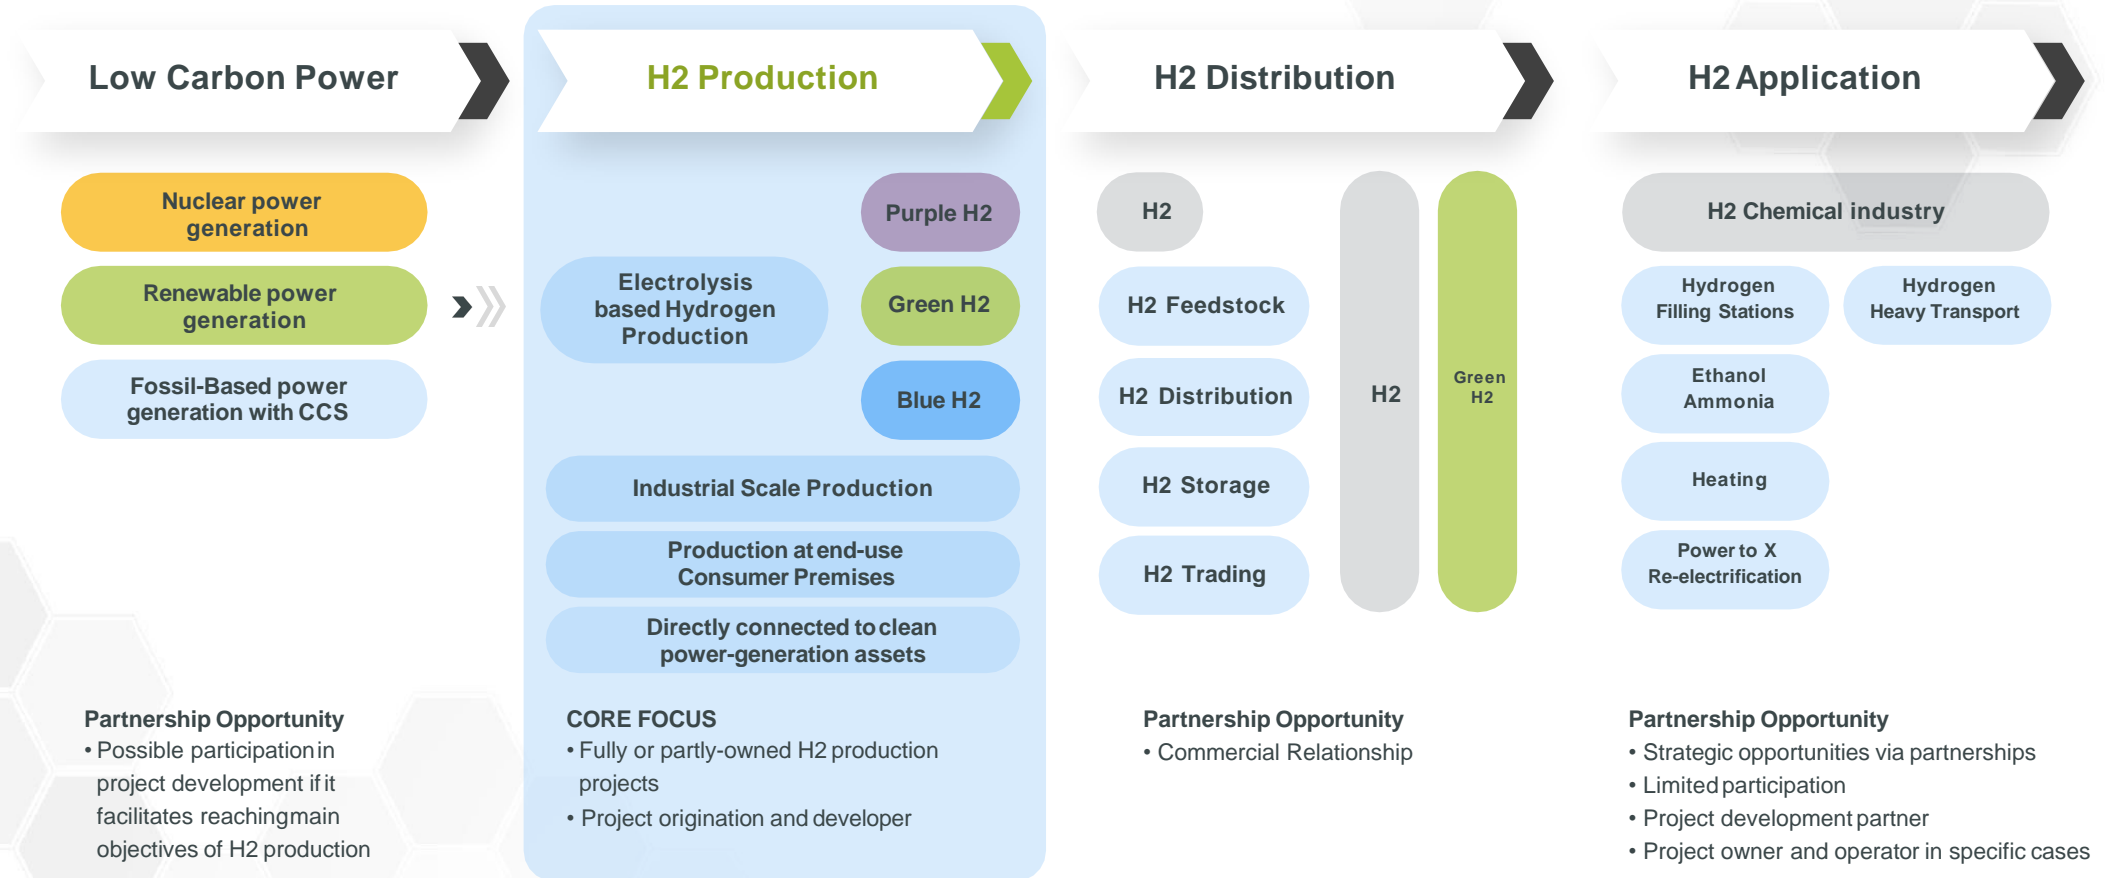 Low Carbon Power
Nuclear power
generation
Renewable power
generation
Fossil-Based power
generation with CCS
Partnership Opportunity
• Possible participation in
project development if it
facilitates reaching main
objectives of H2 production
H2 Production
Electrolysis
based Hydrogen
Production
Purple H2
Green H2
Blue H2
Industrial Scale Production
Production at end-use
Consumer Premises
Directly connected to clean
power-generation assets
CORE FOCUS
• Fully or partly-owned H2 production
projects
• Project origination and developer
H2 Distribution
H2
H2 Feedstock
H2 Distribution
H2 Storage
H2 Trading
H2
Green
H2
Partnership Opportunity
• Commercial Relationship
H2 Application
H2 Chemical industry
Hydrogen
Filling Stations
Hydrogen
Heavy Transport
Ethanol
Ammonia
Heating
Power to X
Re-electrification
Partnership Opportunity
• Strategic opportunities via partnerships
• Limited participation
• Project development partner
• Project owner and operator in specific cases